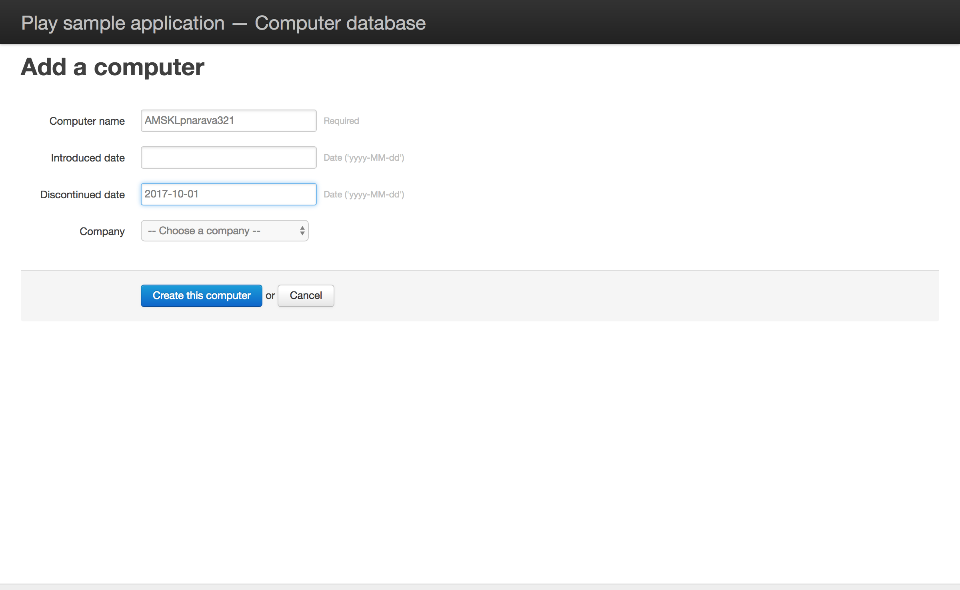 Play sample application — Computer database
Add a computer
Computer name AMSKLpnarava321 Required
Introduced date Date ('yyyy-MM-dd')
Discontinued date 2017-10-01 Date ('yyyy-MM-dd')
Company -- Choose a company --
Create this computer or Cancel